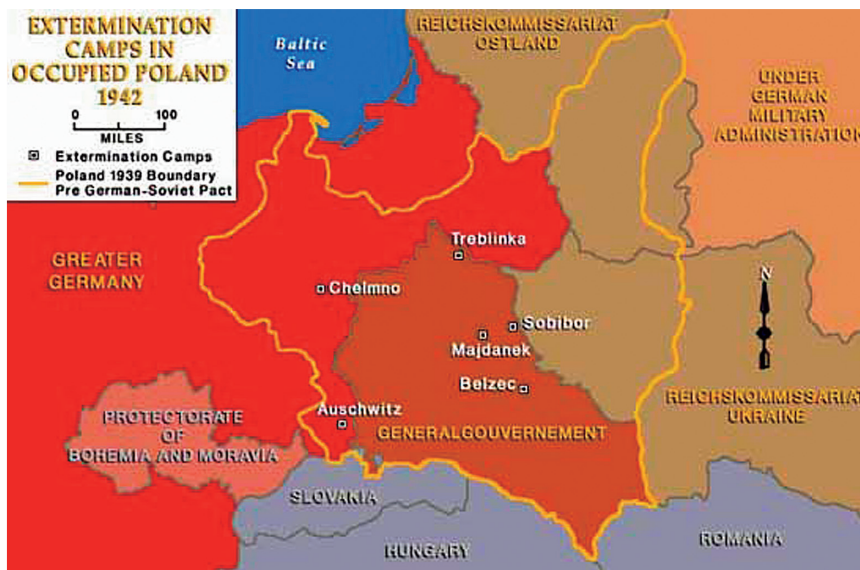 EXTERMINATION
CAMPS IN
OCCUPIED POLAND
1942
0 100
MILES
Extermination Camps
Poland 1939 Boundary
Pre German-Soviet Pact
Baltic
Sea
REICHSKOMMISSARIAT
OSTLAND
UNDER
GERMAN
MILITARY
ADMINISTRATION
GREATER
GERMANY
Treblinka
Chelmno
N
Sobibor
Majdanek
Belzec
Auschwitz
GENERALGOUVERNEMENT
REICHSKOMMISSARIAT
UKRAINE
PROTECTORATE
OF
BOHEMIA AND MORAVIA
SLOVAKIA
HUNGARY
ROMANIA